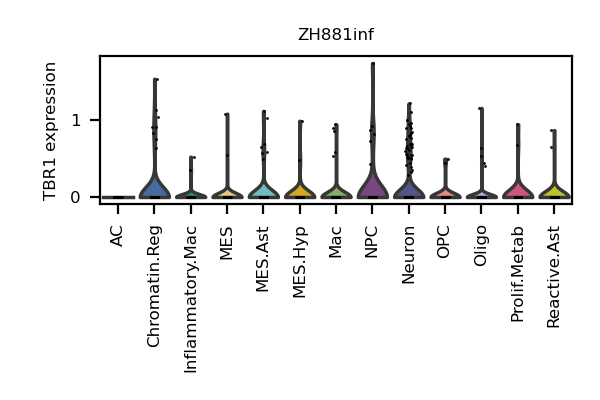 ZH881inf
TBR1 expression
1
0
AC
Chromatin.Reg
Inflammatory.Mac
MES
MES.Ast
MES.Hyp
Mac
NPC
Neuron
OPC
Oligo
Prolif.Metab
Reactive.Ast